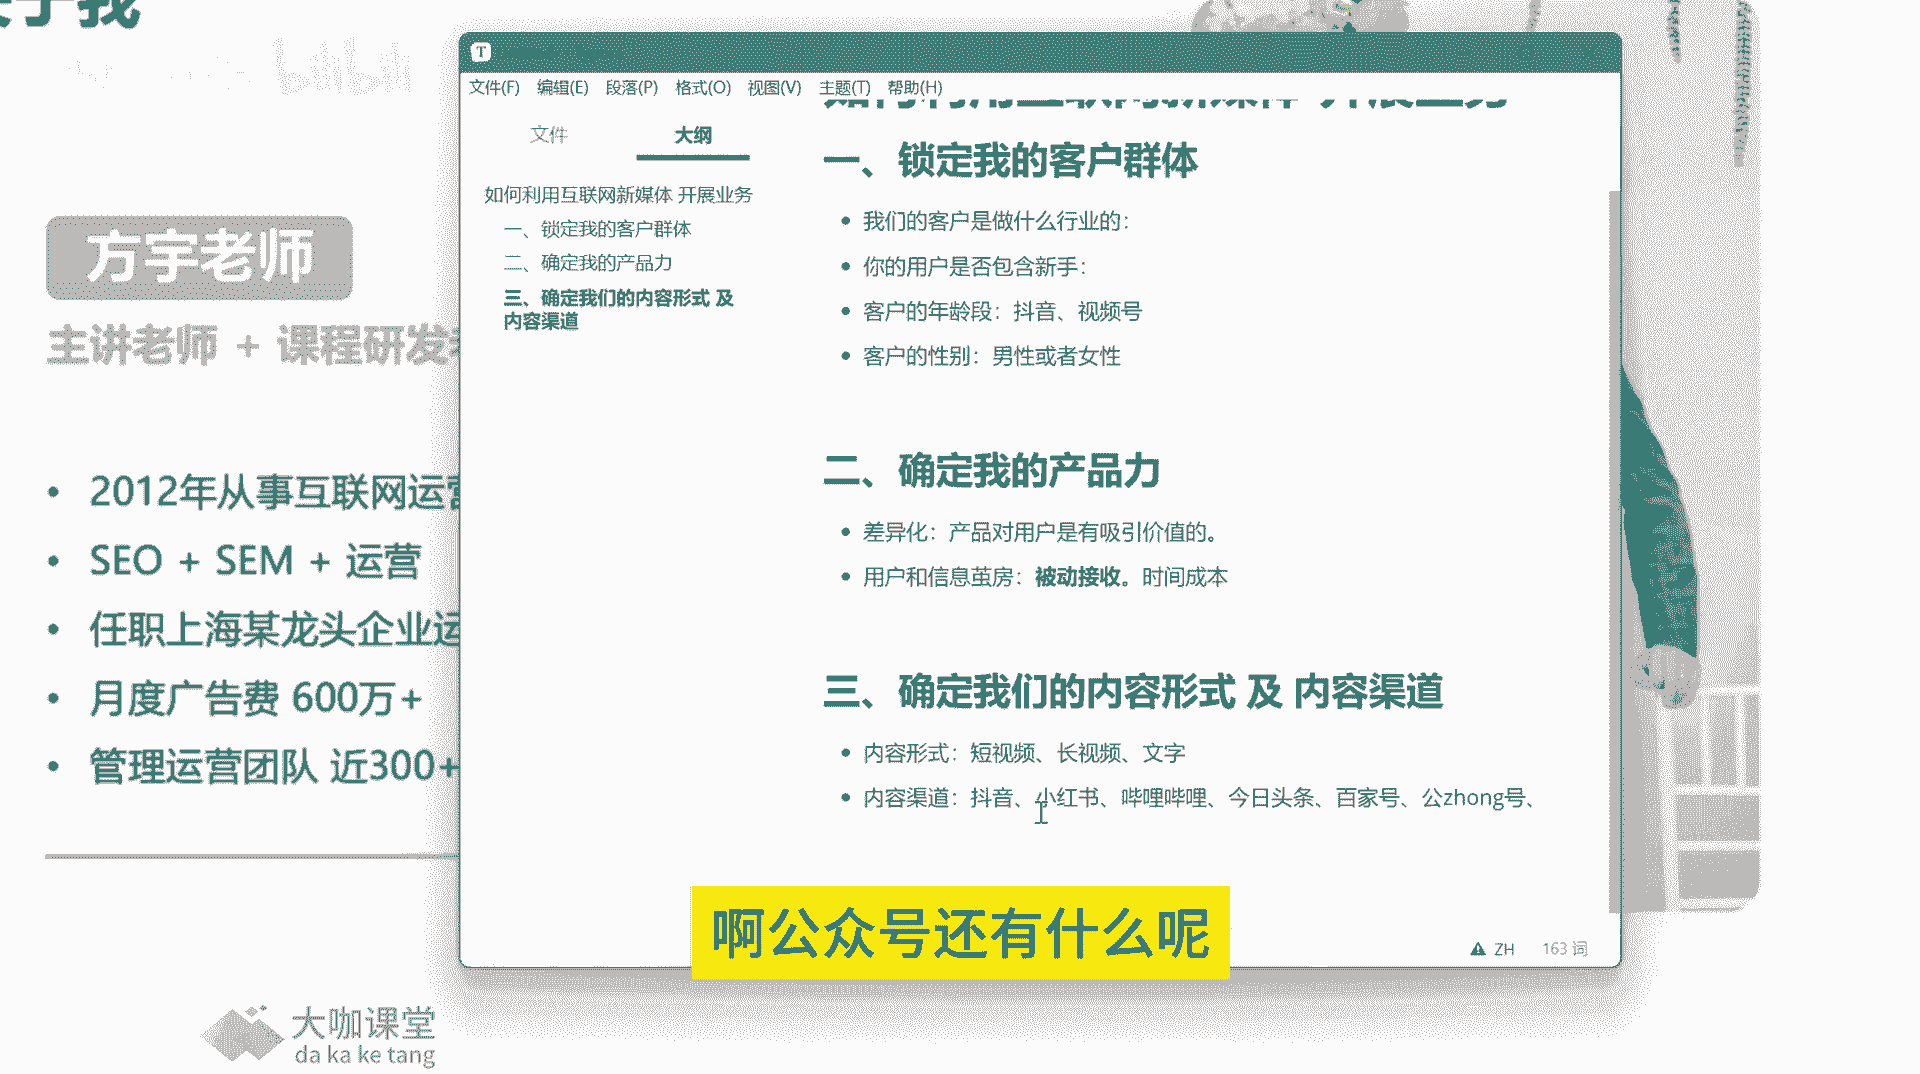 bilibili
方宇老师
主讲老师 + 课程研发
2012年从事互联网运营
SEO + SEM + 运营
任职上海某龙头企业运
月度广告费 600万+
管理运营团队 近300+
大咖课堂
da ka ke tang
T
文件(F) 编辑(E) 段落(P) 格式(O) 视图(V) 主题(T) 帮助(H)
文件 大纲
如何利用互联网新媒体 开展业务
一、锁定我的客户群体
二、确定我的产品力
三、确定我们的内容形式 及
内容渠道
如何利用互联网新媒体 开展业务
一、锁定我的客户群体
我们的客户是做什么行业的：
你的用户是否包含新手：
客户的年龄段：抖音、视频号
客户的性别：男性或者女性
二、确定我的产品力
差异化：产品对用户是有吸引价值的。
用户和信息茧房：被动接收。时间成本
三、确定我们的内容形式 及 内容渠道
内容形式：短视频、长视频、文字
内容渠道：抖音、小红书、哔哩哔哩、今日头条、百家号、公zhong号、
ZH 163 词
啊公众号还有什么呢